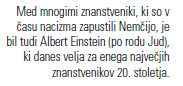 Med mnogimi znanstveniki, ki so v
času nacizma zapustili Nemčijo, je
bil tudi Albert Einstein (po rodu Jud),
ki danes velja za enega največjih
znanstvenikov 20. stoletja.